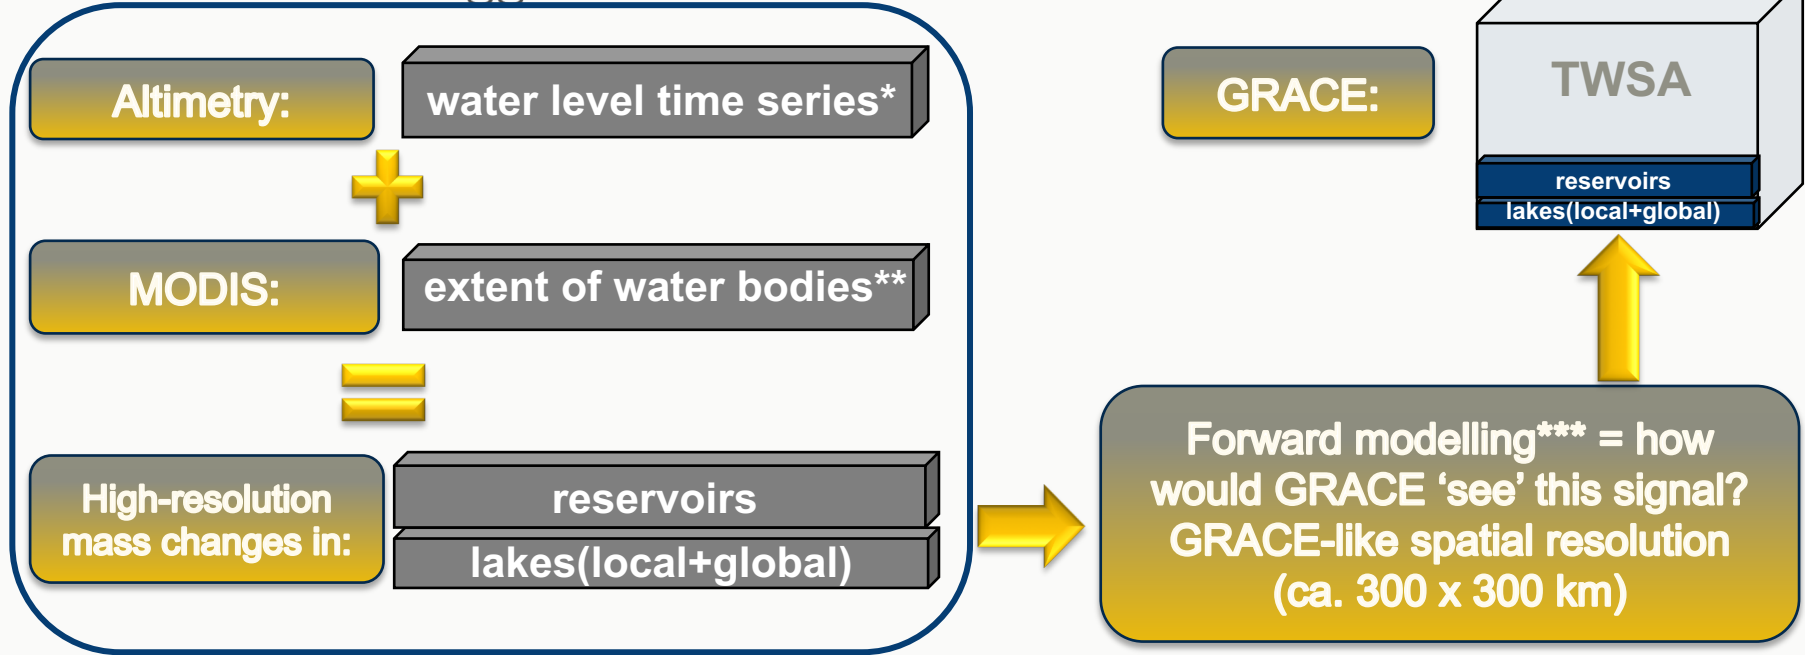 Altimetry:
water level time series*
MODIS:
extent of water bodies**
High-resolution
mass changes in:
reservoirs
lakes(local+global)
GRACE:
TWSA
reservoirs
lakes(local+global)
Forward modelling*** = how
would GRACE ‘see’ this signal?
GRACE-like spatial resolution
(ca. 300 x 300 km)